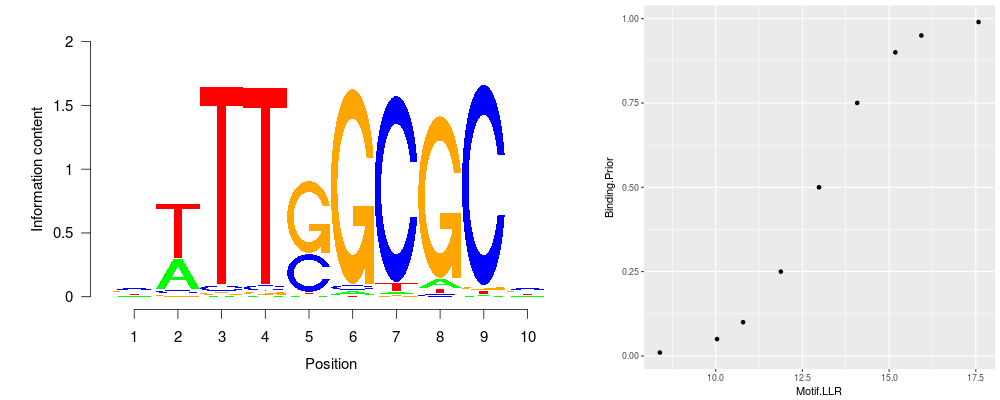 2
1.5
1
0.5
0
Information content
T
A
T
T
G
C
G
C
T
G
A
C
1 2 3 4 5 6 7 8 9 10
Position
1.00
0.75
0.50
0.25
0.00
Binding.Prior
10.0 12.5 15.0 17.5
Motif.LLR